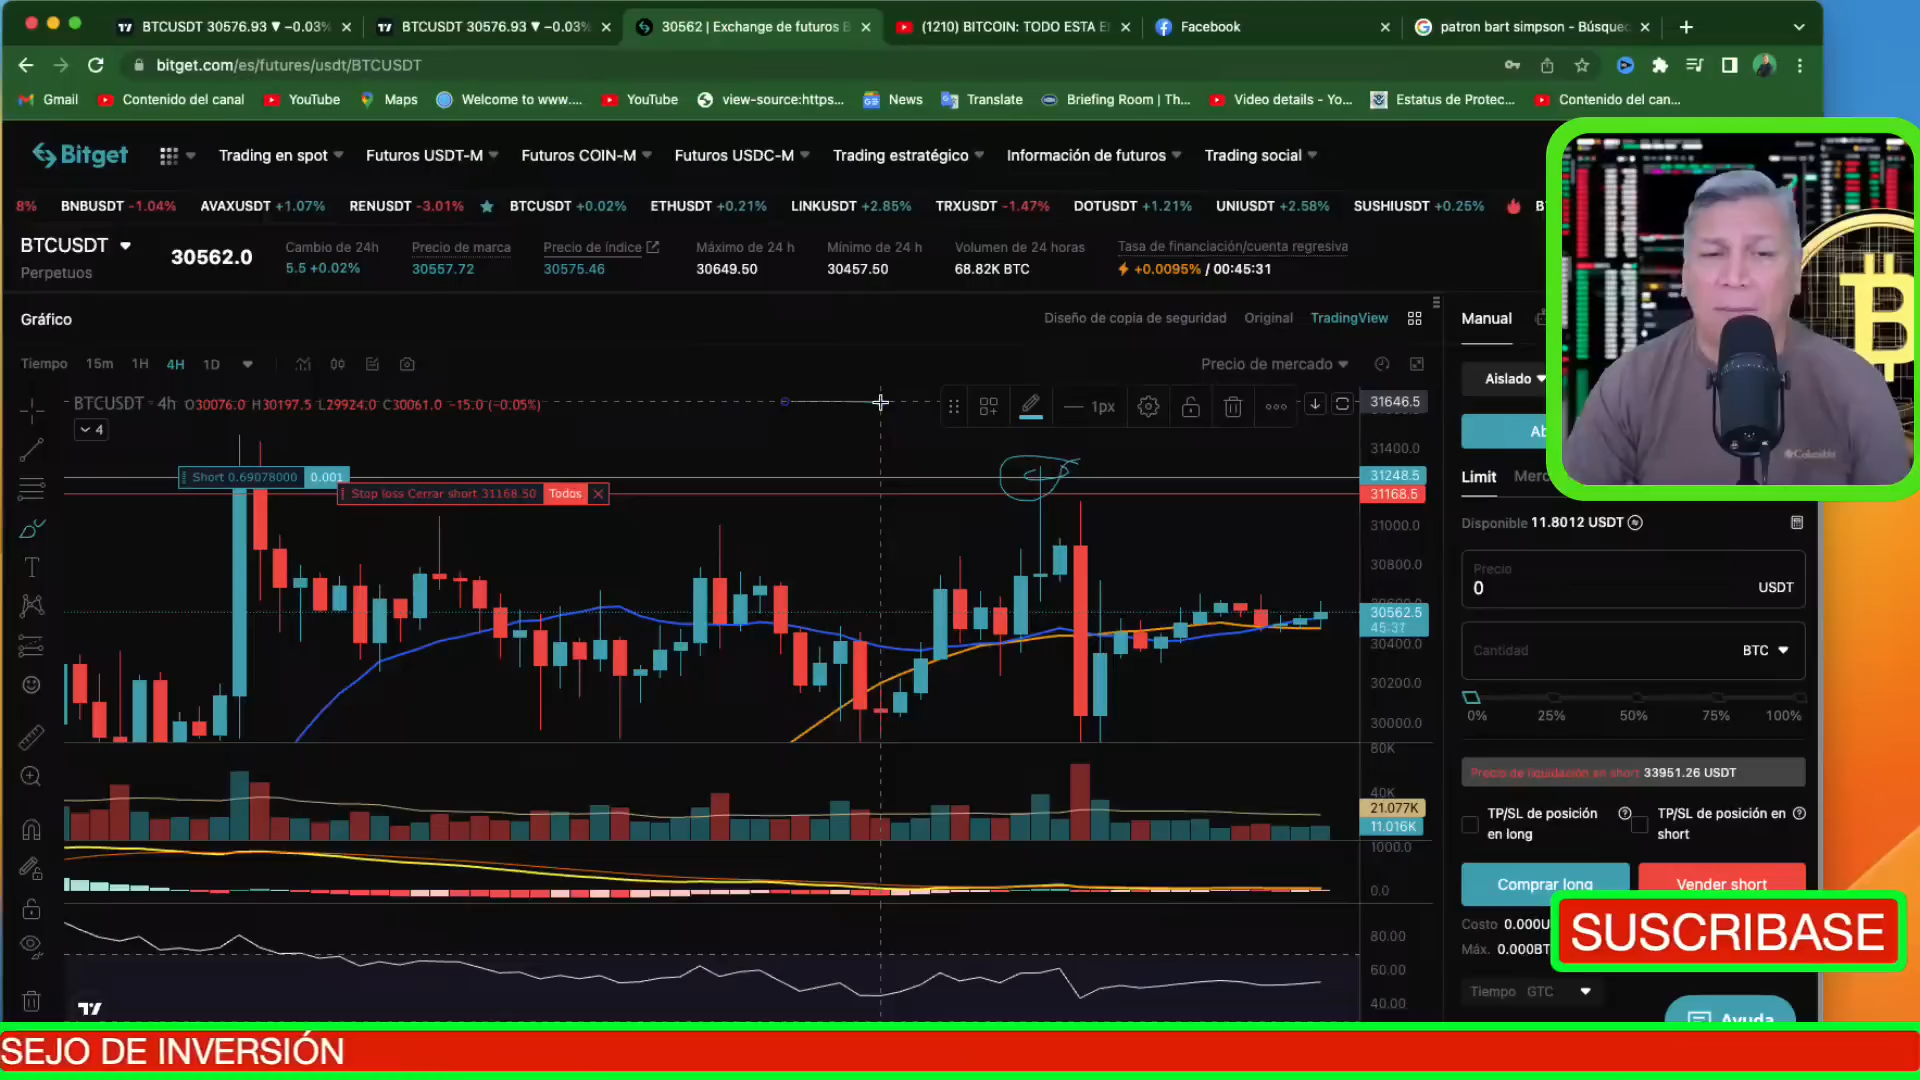 BTCUSDT 30576.93 ▼ −0.03%
BTCUSDT 30576.93 ▼ −0.03%
30562 | Exchange de futuros B
(1210) BITCOIN: TODO ESTA E
Facebook
patron bart simpson - Búsqued
bitget.com/es/futures/usdt/BTCUSDT
Gmail
Contenido del canal
YouTube
Maps
Welcome to www....
YouTube
view-source:https...
News
Translate
Briefing Room | Th...
Video details - Yo...
Estatus de Protec...
Contenido del can...
Bitget
Trading en spot
Futuros USDT-M
Futuros COIN-M
Futuros USDC-M
Trading estratégico
Información de futuros
Trading social
8%
BNBUSDT -1.04%
AVAXUSDT +1.07%
RENUSDT -3.01%
BTCUSDT +0.02%
ETHUSDT +0.21%
LINKUSDT +2.85%
TRXUSDT -1.47%
DOTUSDT +1.21%
UNIUSDT +2.58%
SUSHIUSDT +0.25%
BTCUSDT
Perpetuos
30562.0
Cambio de 24h
5.5 +0.02%
Precio de marca
30557.72
Precio de índice
30575.46
Máximo de 24 h
30649.50
Mínimo de 24 h
30457.50
Volumen de 24 horas
68.82K BTC
Tasa de financiación/cuenta regresiva
+0.0095% / 00:45:31
Gráfico
Diseño de copia de seguridad
Original
TradingView
Manual
Tiempo
15m
1H
4H
1D
Precio de mercado
Aislado
BTCUSDT · 4h O30076.0 H30197.5 L29924.0 C30061.0 −15.0 (−0.05%)
4
1px
31646.5
31400.0
31248.5
31168.5
31000.0
30800.0
30562.5
45:37
30400.0
30200.0
30000.0
80K
40K
21.077K
11.016K
1000.0
0.0
80.00
60.00
40.00
Short 0.69078000
0.001
Stop loss Cerrar short 31168.50
Todos
Ab
Limit
Disponible 11.8012 USDT
Precio
0
USDT
Cantidad
BTC
0%
25%
50%
75%
100%
Precio de liquidación en short 33951.26 USDT
TP/SL de posición
en long
TP/SL de posición en
short
Comprar long
Vender short
Costo 0.000U
Máx. 0.000BT
Tiempo GTC
Ayuda
Columbia
SUSCRIBASE
SEJO DE INVERSIÓN